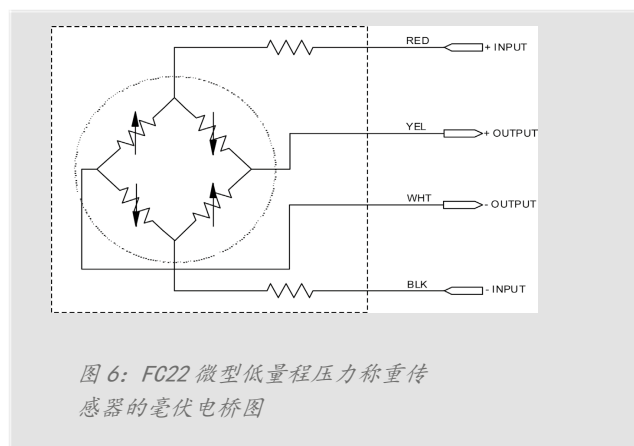 RED
+ INPUT
YEL
+ OUTPUT
WHT
- OUTPUT
BLK
- INPUT
图 6: FC22 微型低量程压力称重传
感器的毫伏电桥图